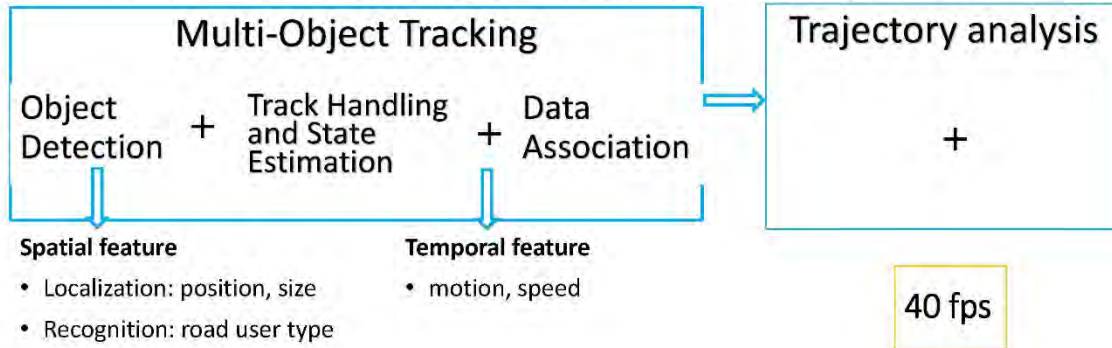 Multi-Object Tracking
Object
Detection
+
Track Handling
and State
Estimation
+
Data
Association
Spatial feature
• Localization: position, size
• Recognition: road user type
Temporal feature
• motion, speed
Trajectory analysis
+
40 fps